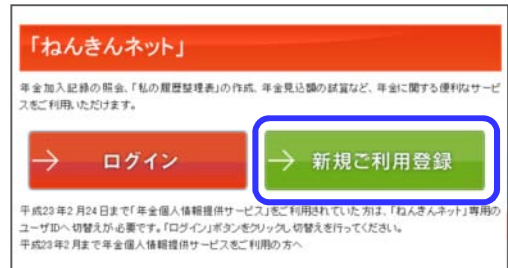 「ねんきんネット」
年金加入記録の照会、「私の履歴整理表」の作成、年金見込額の試算など、年金に関する便利なサービ
スをご利用いただけます。
ログイン
新規ご利用登録
平成23年2月24日まで「年金個人情報提供サービス」をご利用されていた方は、「ねんきんネット」専用の
ユーザIDへ切替えが必要です。「ログイン」ボタンをクリックし切替えを行ってください。
平成23年2月まで年金個人情報提供サービスをご利用の方へ